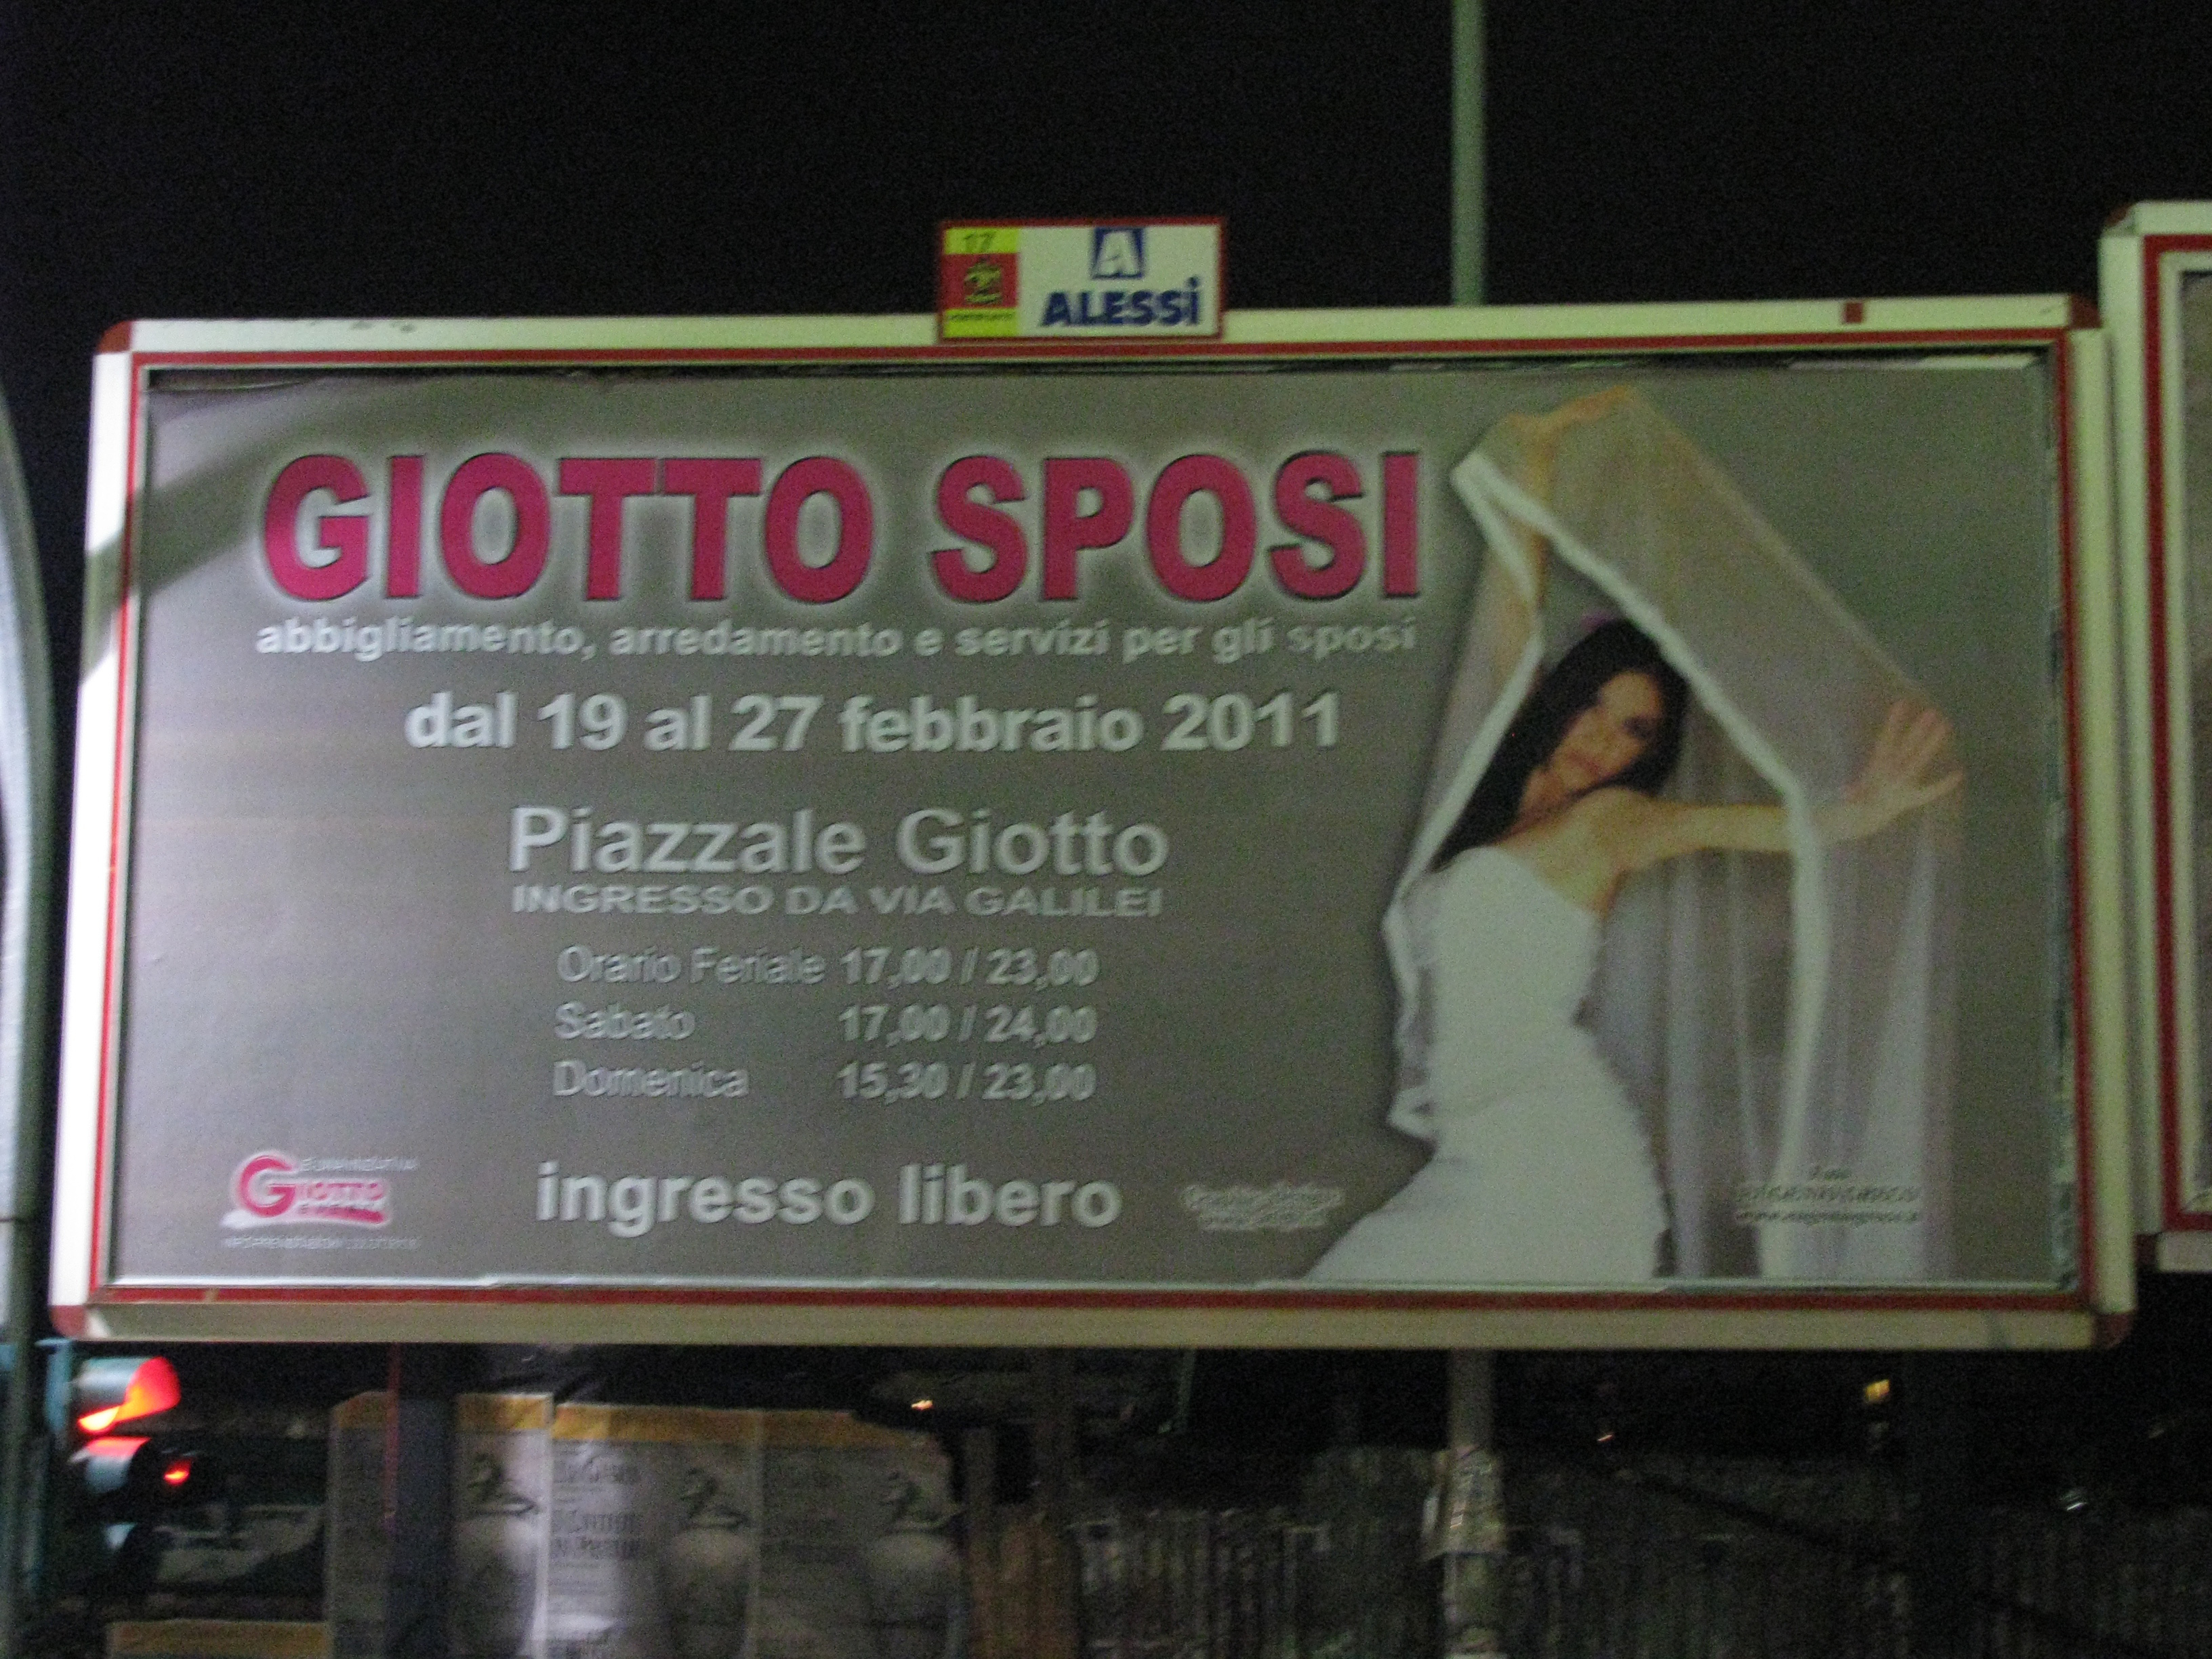 17
A
ALESSi
GIOTTO SPOSI
abbigliamento, arredamento e servizi per gli sposi
dal 19 al 27 febbraio 2011
Piazzale Giotto
INGRESSO DA VIA GALILEI
Orario Feriale 17,00 / 23,00
Sabato 17,00 / 24,00
Domenica 15,30 / 23,00
ingresso libero
GIOTTO